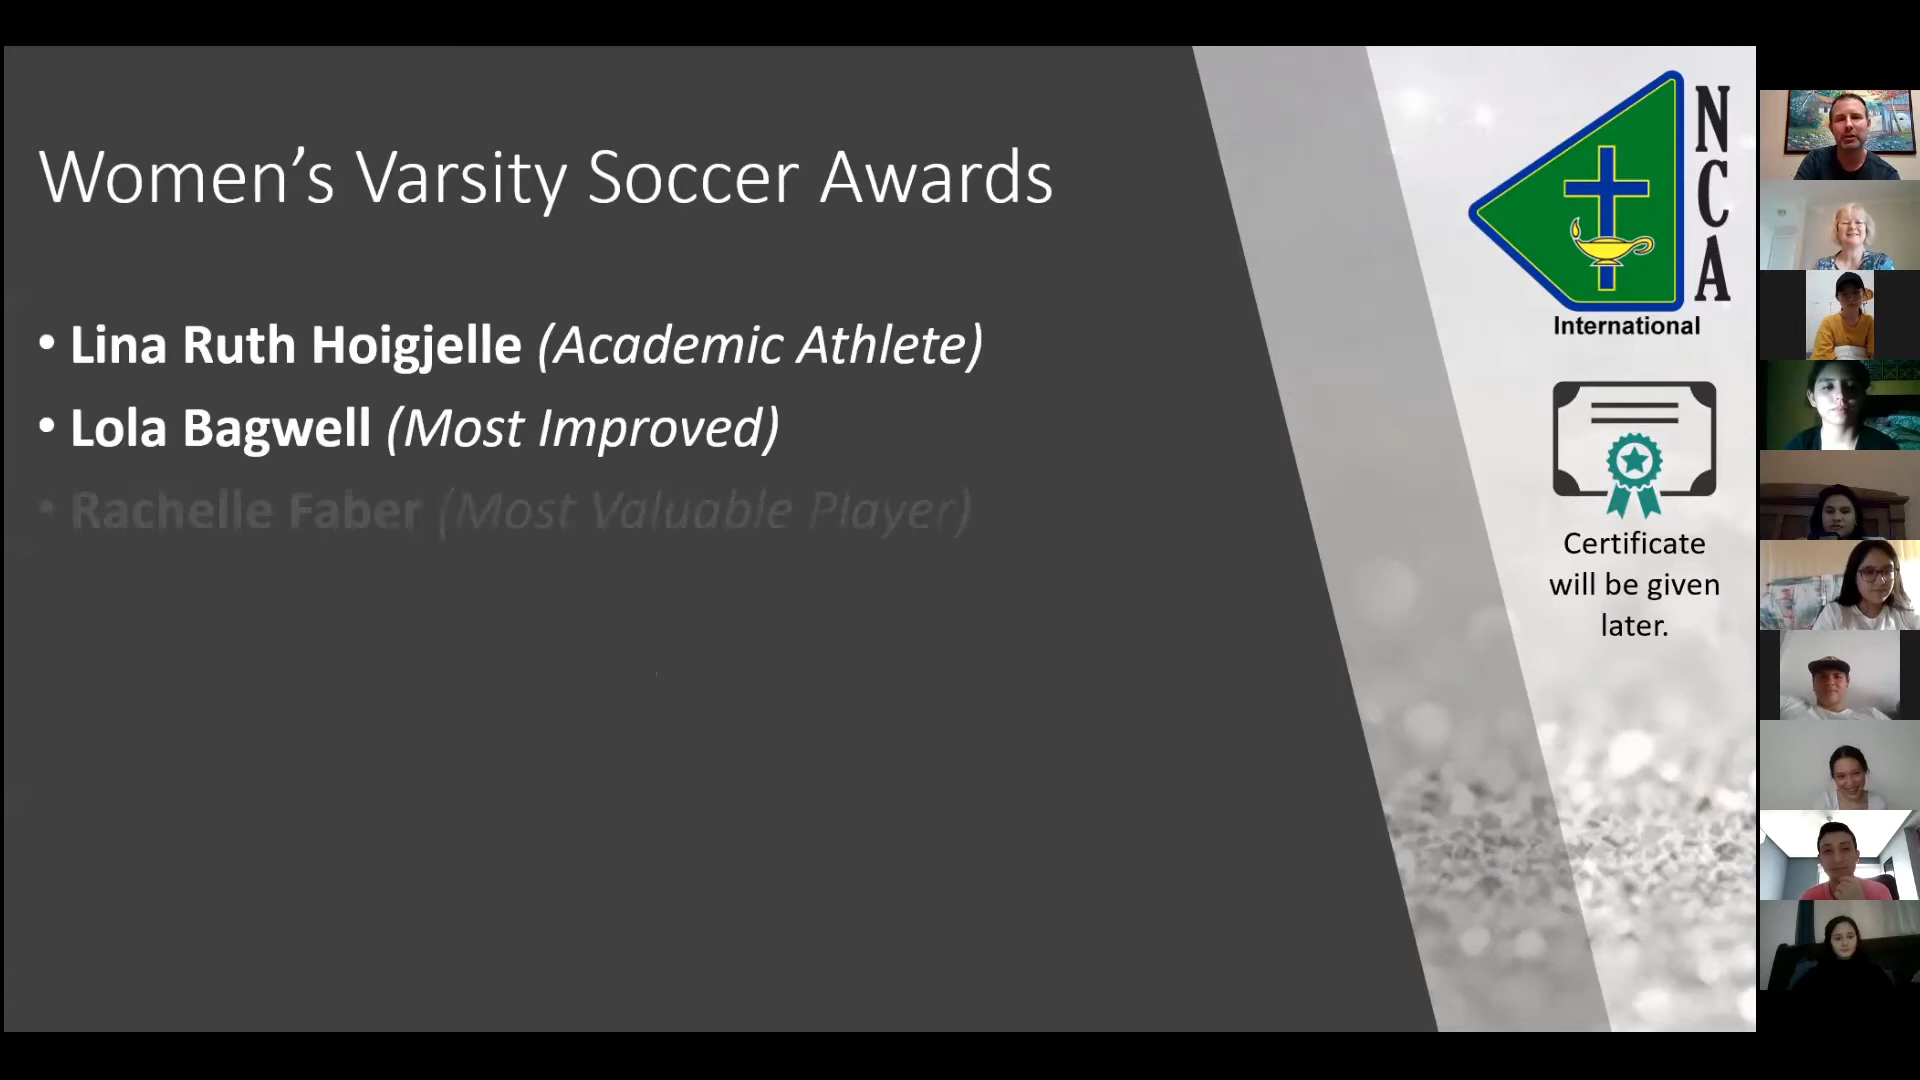 Women’s Varsity Soccer Awards
• Lina Ruth Hoigjelle (Academic Athlete)
• Lola Bagwell (Most Improved)
• Rachelle Faber (Most Valuable Player)
NCA
International
Certificate
will be given
later.